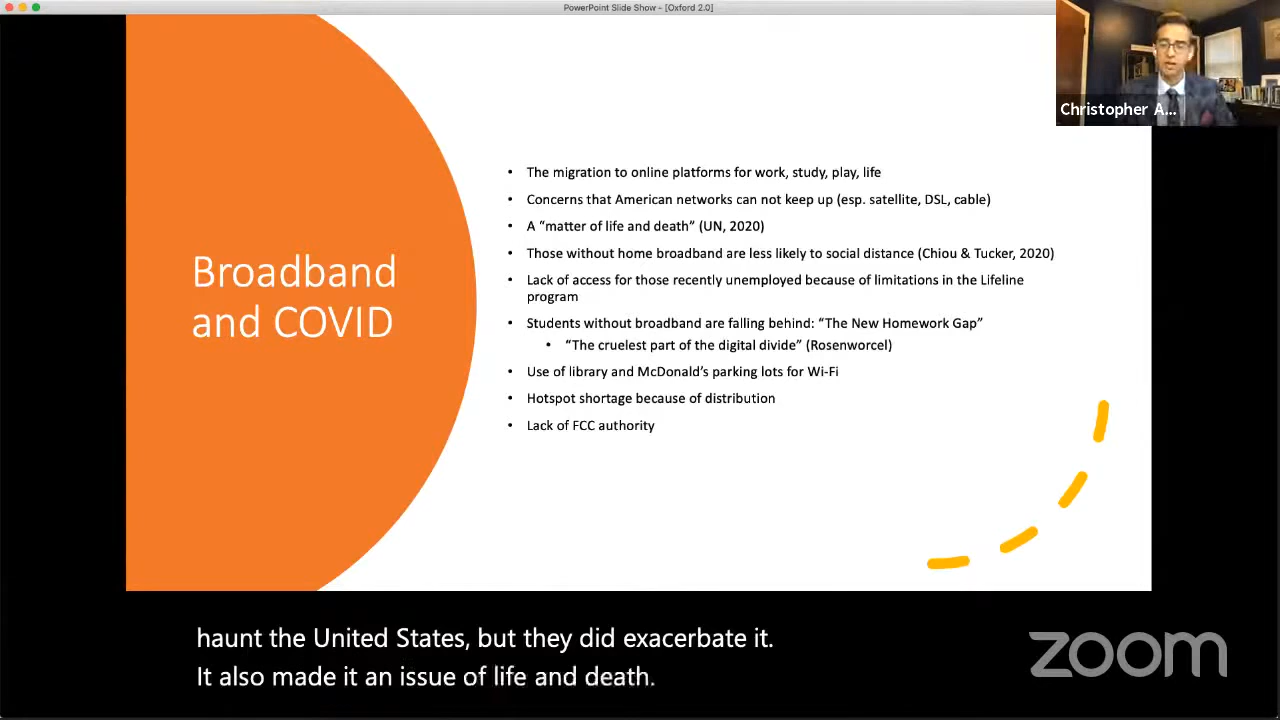 PowerPoint Slide Show - [Oxford 2.0]
Christopher A...
Broadband
and COVID
• The migration to online platforms for work, study, play, life
• Concerns that American networks can not keep up (esp. satellite, DSL, cable)
• A “matter of life and death” (UN, 2020)
• Those without home broadband are less likely to social distance (Chiou & Tucker, 2020)
• Lack of access for those recently unemployed because of limitations in the Lifeline
program
• Students without broadband are falling behind: “The New Homework Gap”
• “The cruelest part of the digital divide” (Rosenworcel)
• Use of library and McDonald’s parking lots for Wi-Fi
• Hotspot shortage because of distribution
• Lack of FCC authority
haunt the United States, but they did exacerbate it.
It also made it an issue of life and death.
zoom